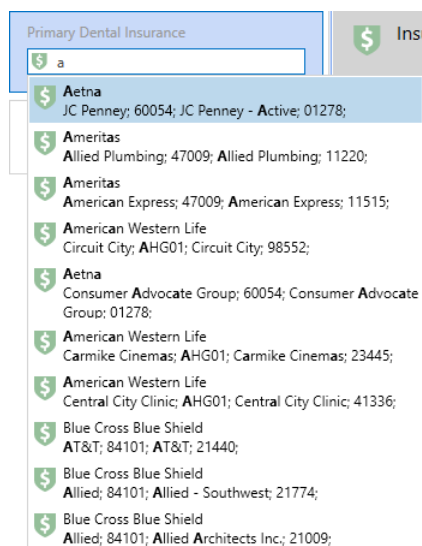 Primary Dental Insurance
Ins
$ a
$ Aetna
JC Penney; 60054; JC Penney - Active; 01278;
$ Ameritas
Allied Plumbing; 47009; Allied Plumbing; 11220;
$ Ameritas
American Express; 47009; American Express; 11515;
$ American Western Life
Circuit City; AHG01; Circuit City; 98552;
$ Aetna
Consumer Advocate Group; 60054; Consumer Advocate
Group; 01278;
$ American Western Life
Carmike Cinemas; AHG01; Carmike Cinemas; 23445;
$ American Western Life
Central City Clinic; AHG01; Central City Clinic; 41336;
$ Blue Cross Blue Shield
AT&T; 84101; AT&T; 21440;
$ Blue Cross Blue Shield
Allied; 84101; Allied - Southwest; 21774;
$ Blue Cross Blue Shield
Allied; 84101; Allied Architects Inc.; 21009;